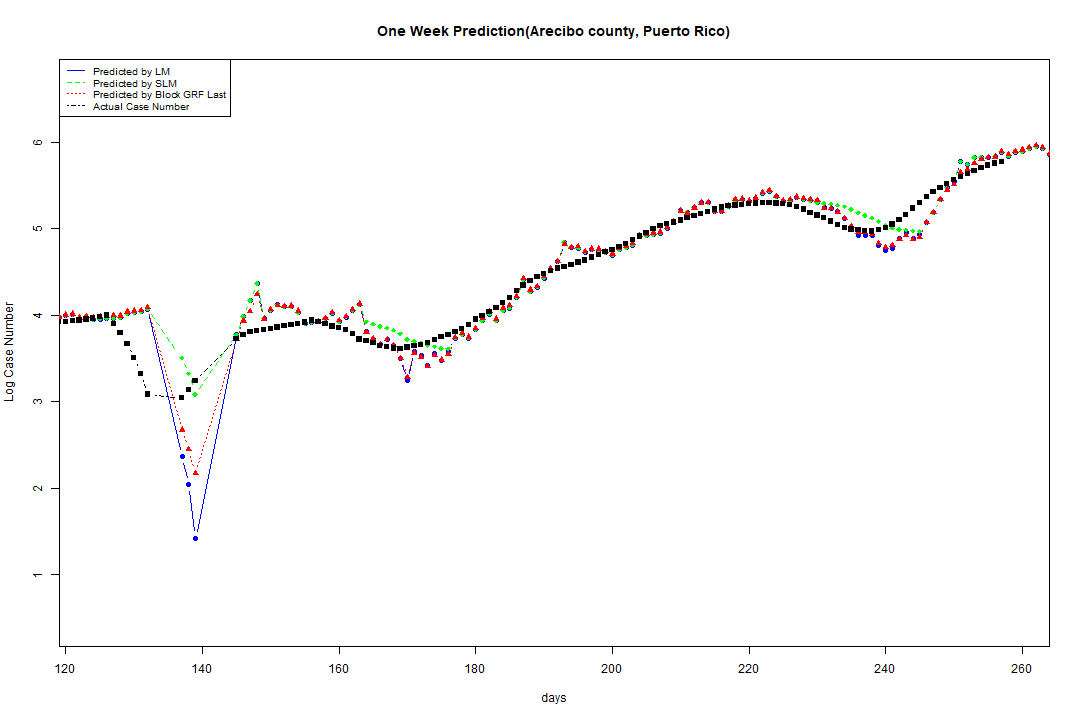 One Week Prediction(Arecibo county, Puerto Rico)
Predicted by LM
Predicted by SLM
Predicted by Block GRF Last
Actual Case Number
Log Case Number
6
5
4
3
2
1
120 140 160 180 200 220 240 260
days